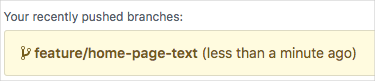 Your recently pushed branches:
feature/home-page-text (less than a minute ago)